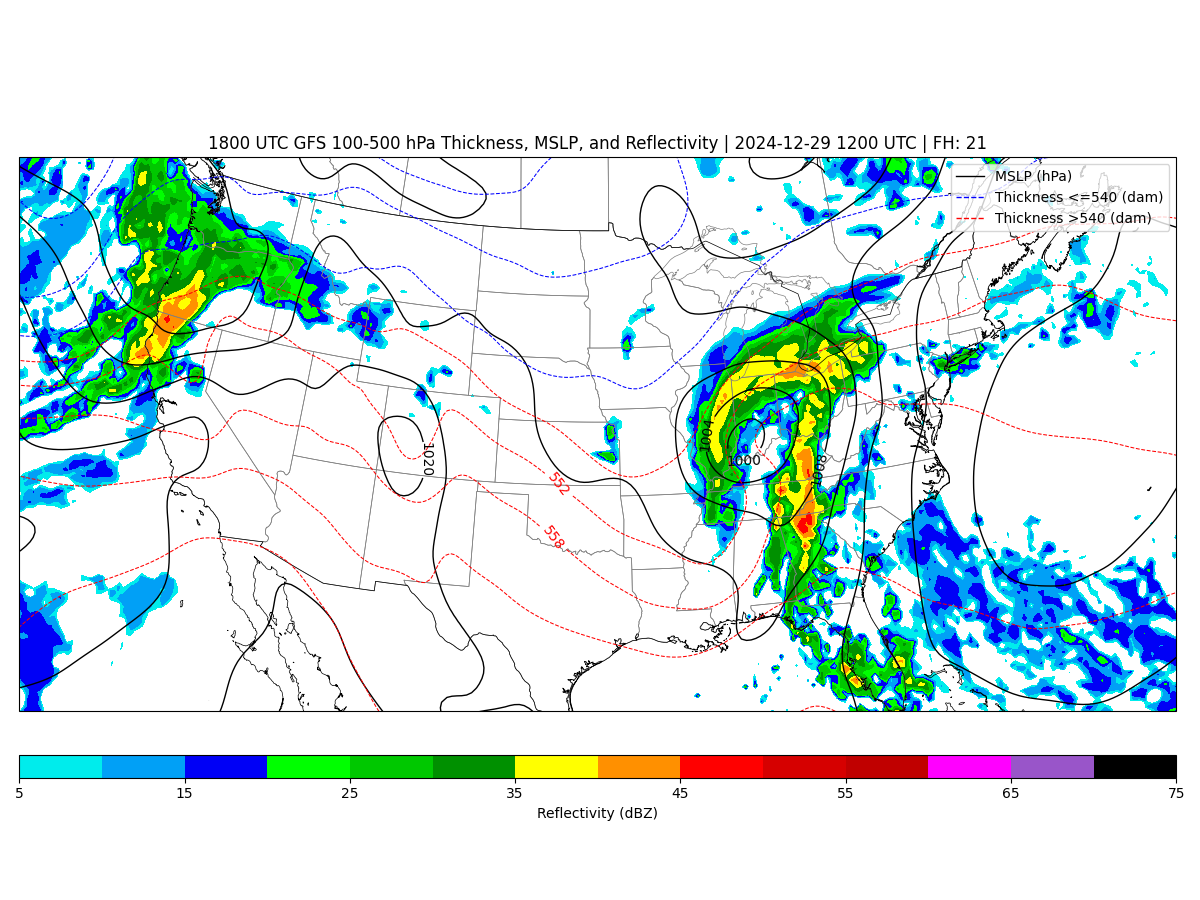 1800 UTC GFS 100-500 hPa Thickness, MSLP, and Reflectivity | 2024-12-29 1200 UTC | FH: 21
MSLP (hPa)
Thickness <=540 (dam)
Thickness >540 (dam)
1004
1000
1008
1020
552
558
5 15 25 35 45 55 65 75
Reflectivity (dBZ)